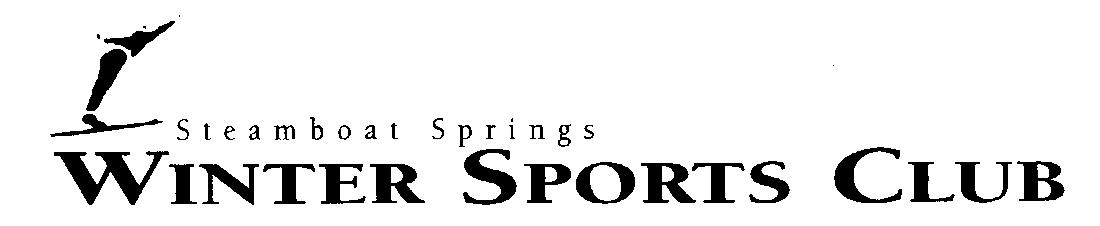 Steamboat Springs
WINTER SPORTS CLUB